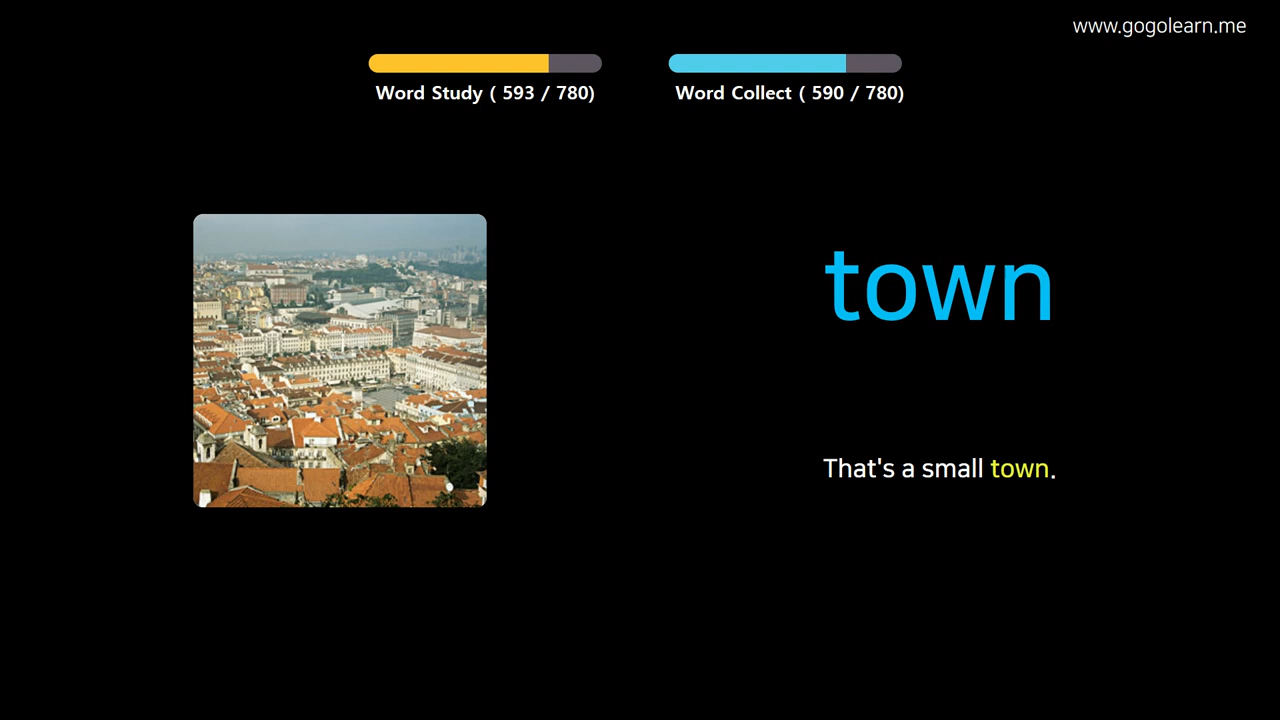 www.gogolearn.me
Word Study ( 593 / 780)
Word Collect ( 590 / 780)
town
That's a small town.